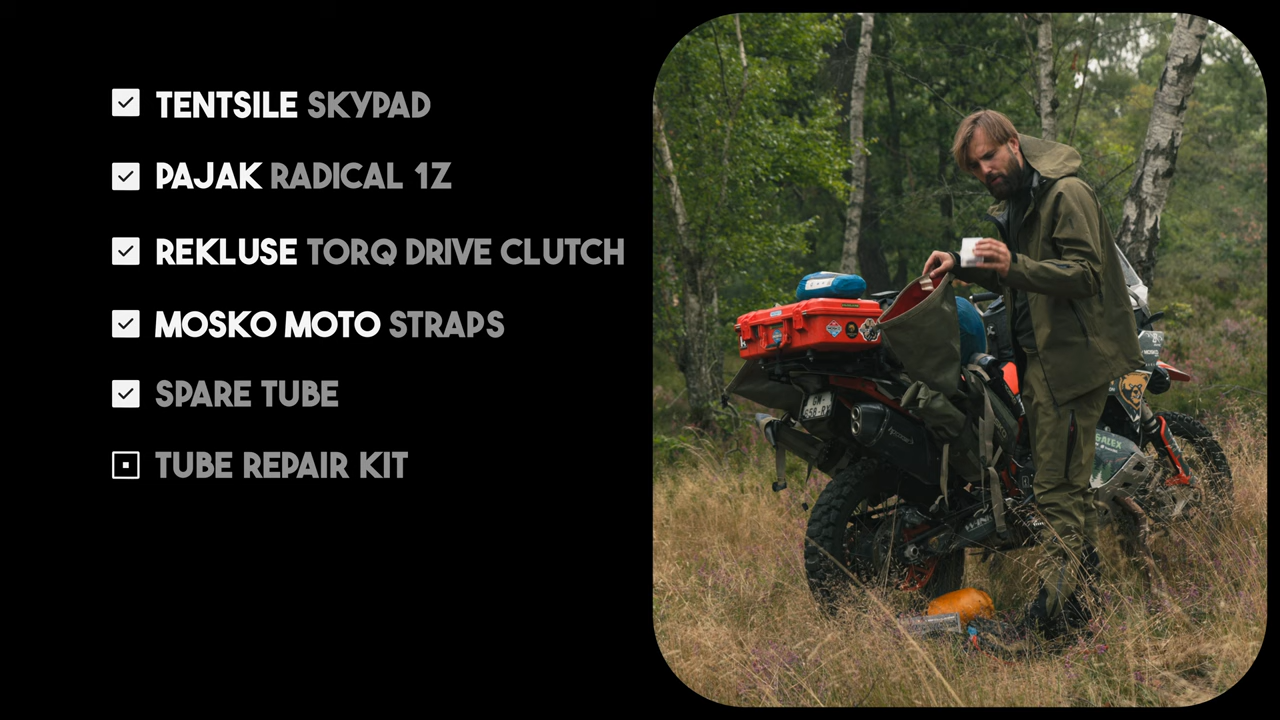 TENTSILE SKYPAD
PAJAK RADICAL 1Z
REKLUSE TORQ DRIVE CLUTCH
MOSKO MOTO STRAPS
SPARE TUBE
TUBE REPAIR KIT